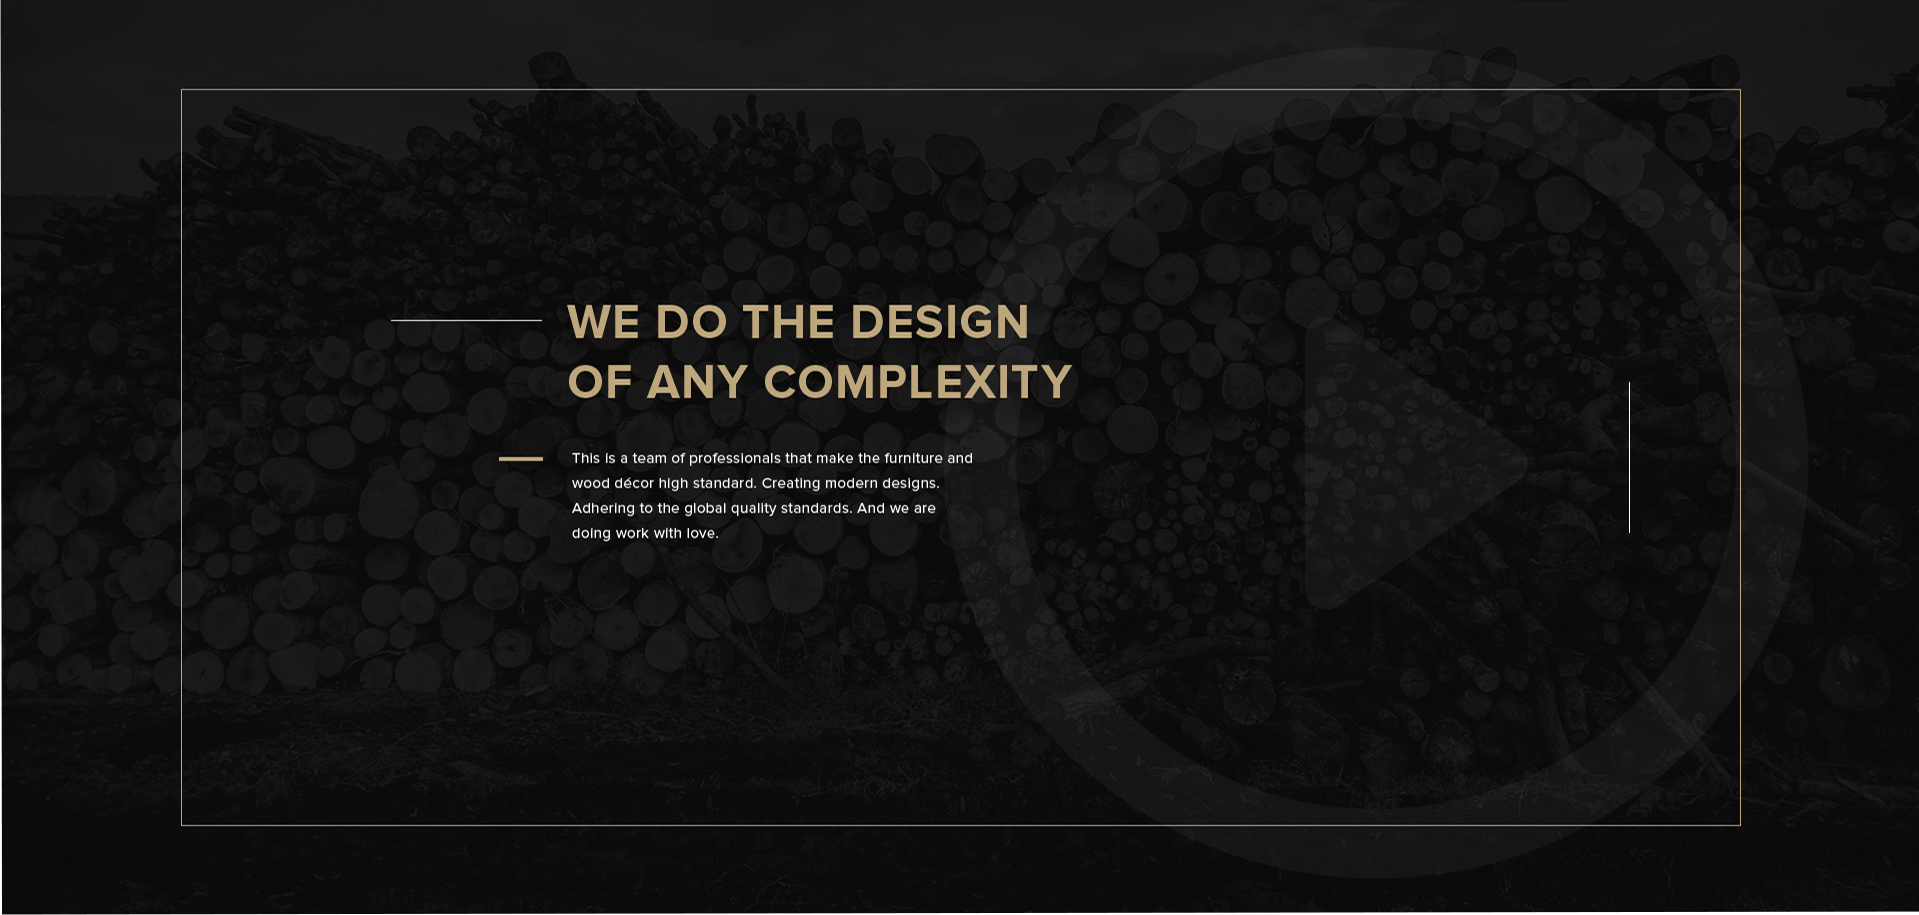 WE DO THE DESIGN
OF ANY COMPLEXITY
This is a team of professionals that make the furniture and
wood décor high standard. Creating modern designs.
Adhering to the global quality standards. And we are
doing work with love.